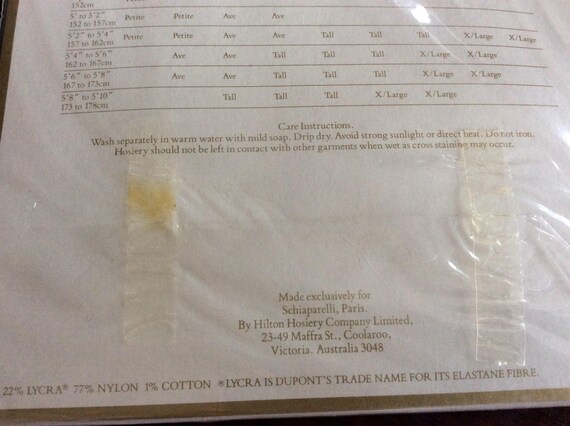 152cm
5'to 5'2" Petite Petite Ave Ave
152 to 157cm
5'2" to 5'4" Petite Petite Ave Ave Tall Tall Tall X/Large X/Large
157 to 162cm
5'4" to 5'6" Ave Ave Tall Tall Tall X/Large X/Large
162 to 167cm
5'6" to 5'8" Ave Ave Tall Tall Tall X/Large X/Large
167 to 173cm
5'8" to 5'10" Tall Tall X/Large X/Large
173 to 178cm
Care Instructions.
Wash separately in warm water with mild soap. Drip dry. Avoid strong sunlight or direct heat. Do not iron.
Hosiery should not be left in contact with other garments when wet as cross staining may occur.
Made exclusively for
Schiaparelli, Paris.
By Hilton Hosiery Company Limited,
23-49 Maffra St., Coolaroo,
Victoria. Australia 3048
22% LYCRA® 77% NYLON 1% COTTON ®LYCRA IS DUPONT'S TRADE NAME FOR ITS ELASTANE FIBRE.